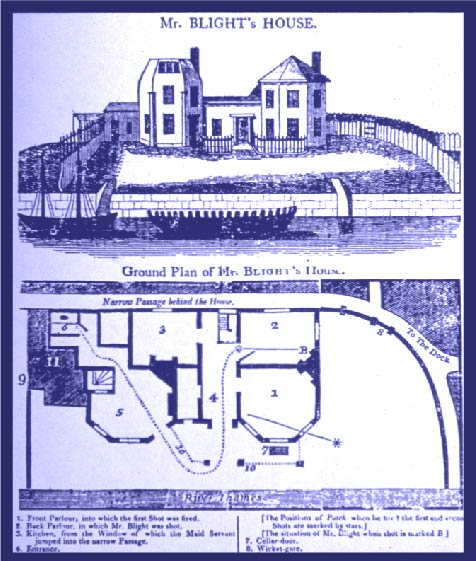 Mr. BLIGHT's HOUSE.
Ground Plan of Mr. BLIGHT's HOUSE.
Narrow Passage behind the House.
To The Dock
6
3
2
8
B
11
9
4
1
5
7
10
River Thames
1. Front Parlour, into which the first Shot was fired.
2. Back Parlour, in which Mr. Blight was shot.
5. Kitchen, from the Window of which the Maid Servant
jumped into the narrow Passage.
4. Entrance.
[The Positions of Patch when he the first and
Shots are marked by stars.]
[The situation of Mr. Blight when shot is marked B]
7. Cellar-door.
8. Wicket-gate.